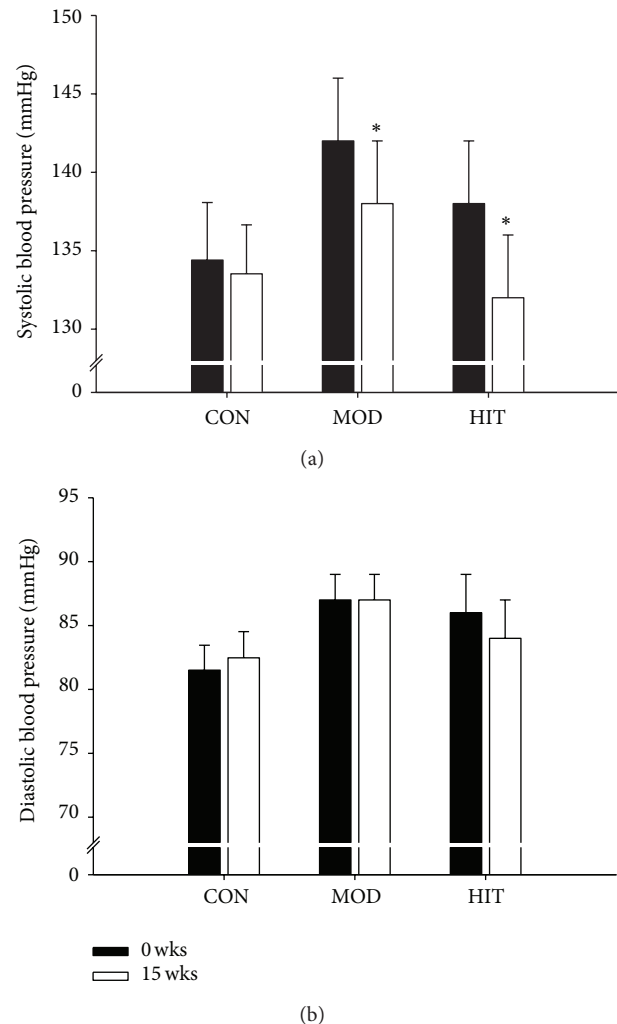 Systolic blood pressure (mmHg)
150
145
140
135
130
0
*
*
CON MOD HIT
(a)
Diastolic blood pressure (mmHg)
95
90
85
80
75
70
0
CON MOD HIT
0 wks
15 wks
(b)